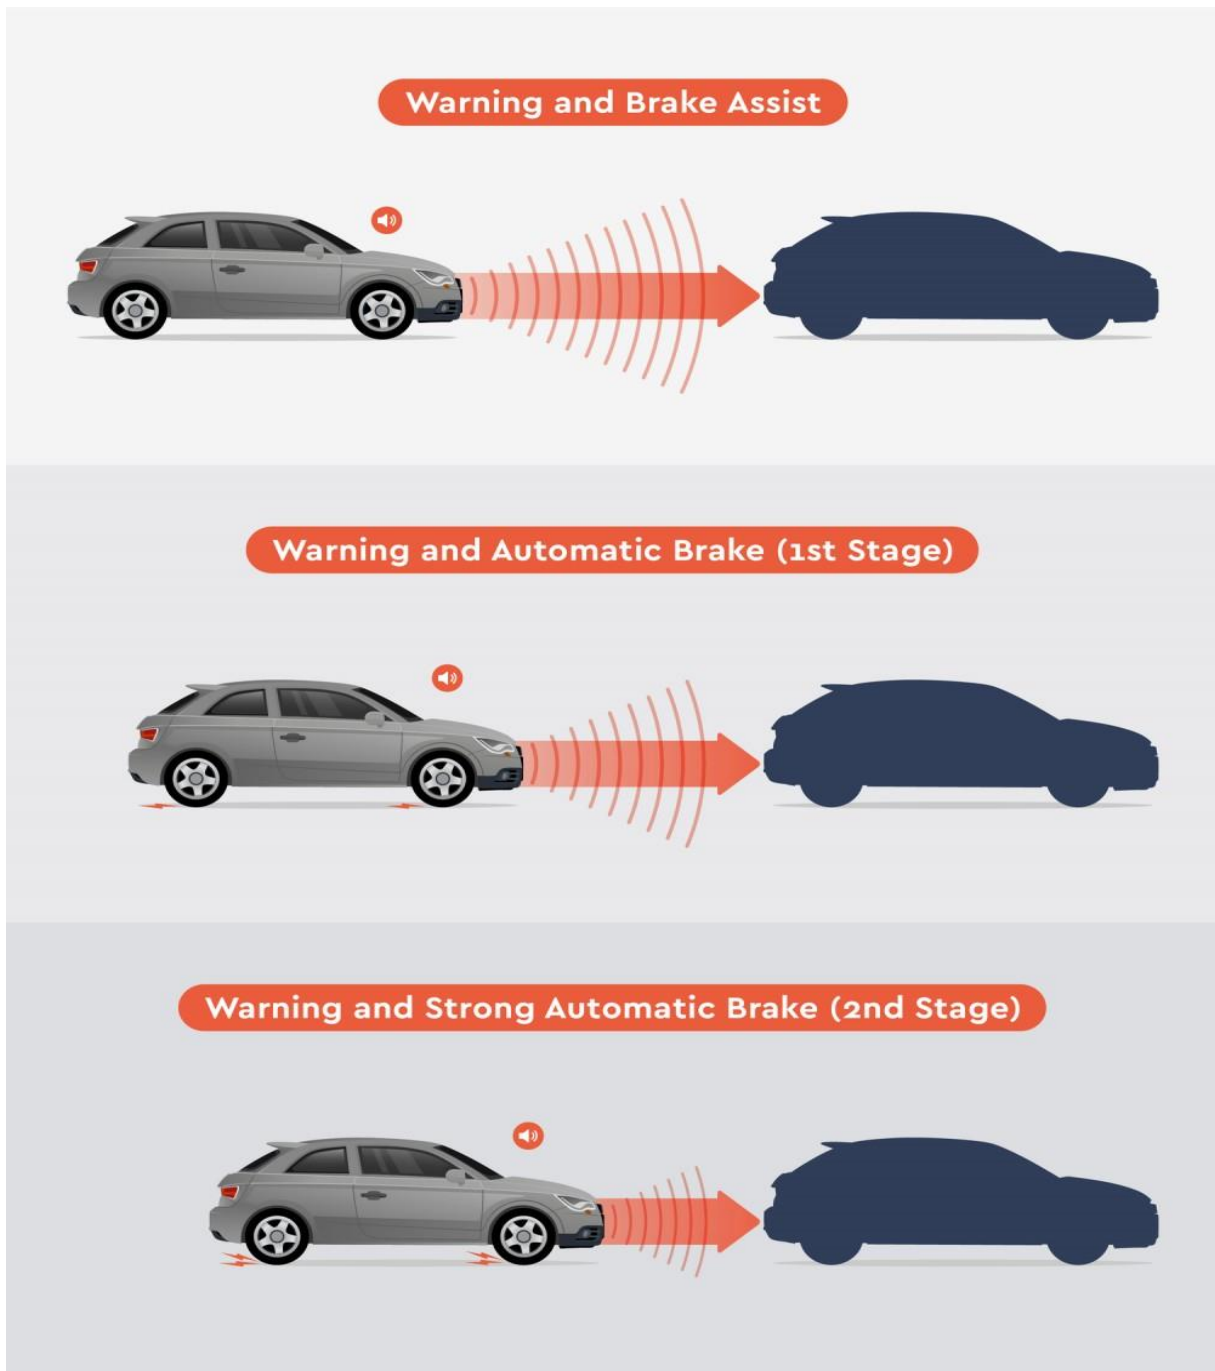 Warning and Brake Assist
Warning and Automatic Brake (1st Stage)
Warning and Strong Automatic Brake (2nd Stage)